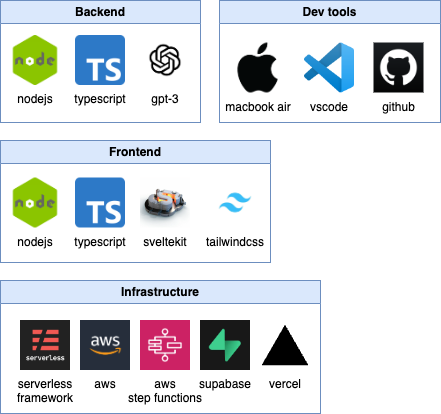 Backend
node
TS
nodejs
typescript
gpt-3
Dev tools
macbook air
vscode
github
Frontend
node
TS
nodejs
typescript
sveltekit
tailwindcss
Infrastructure
serverless
aws
serverless
framework
aws
aws
step functions
supabase
vercel